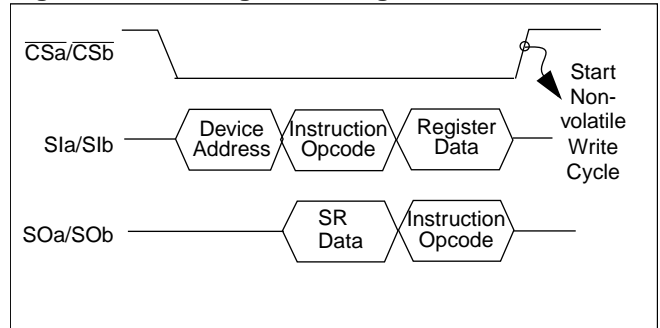 CSa/CSb
Start
Non-
volatile
Write
Cycle
SIa/SIb
Device
Address
Instruction
Opcode
Register
Data
SOa/SOb
SR
Data
Instruction
Opcode